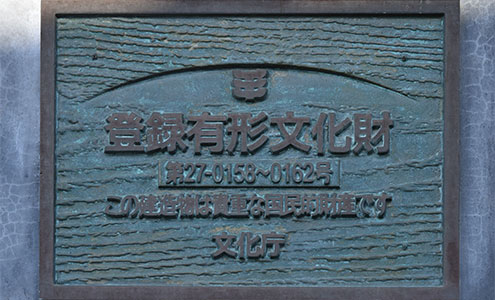 登録有形文化財
第27-0158~0162号
この建造物は貴重な国民的財産です
文化庁